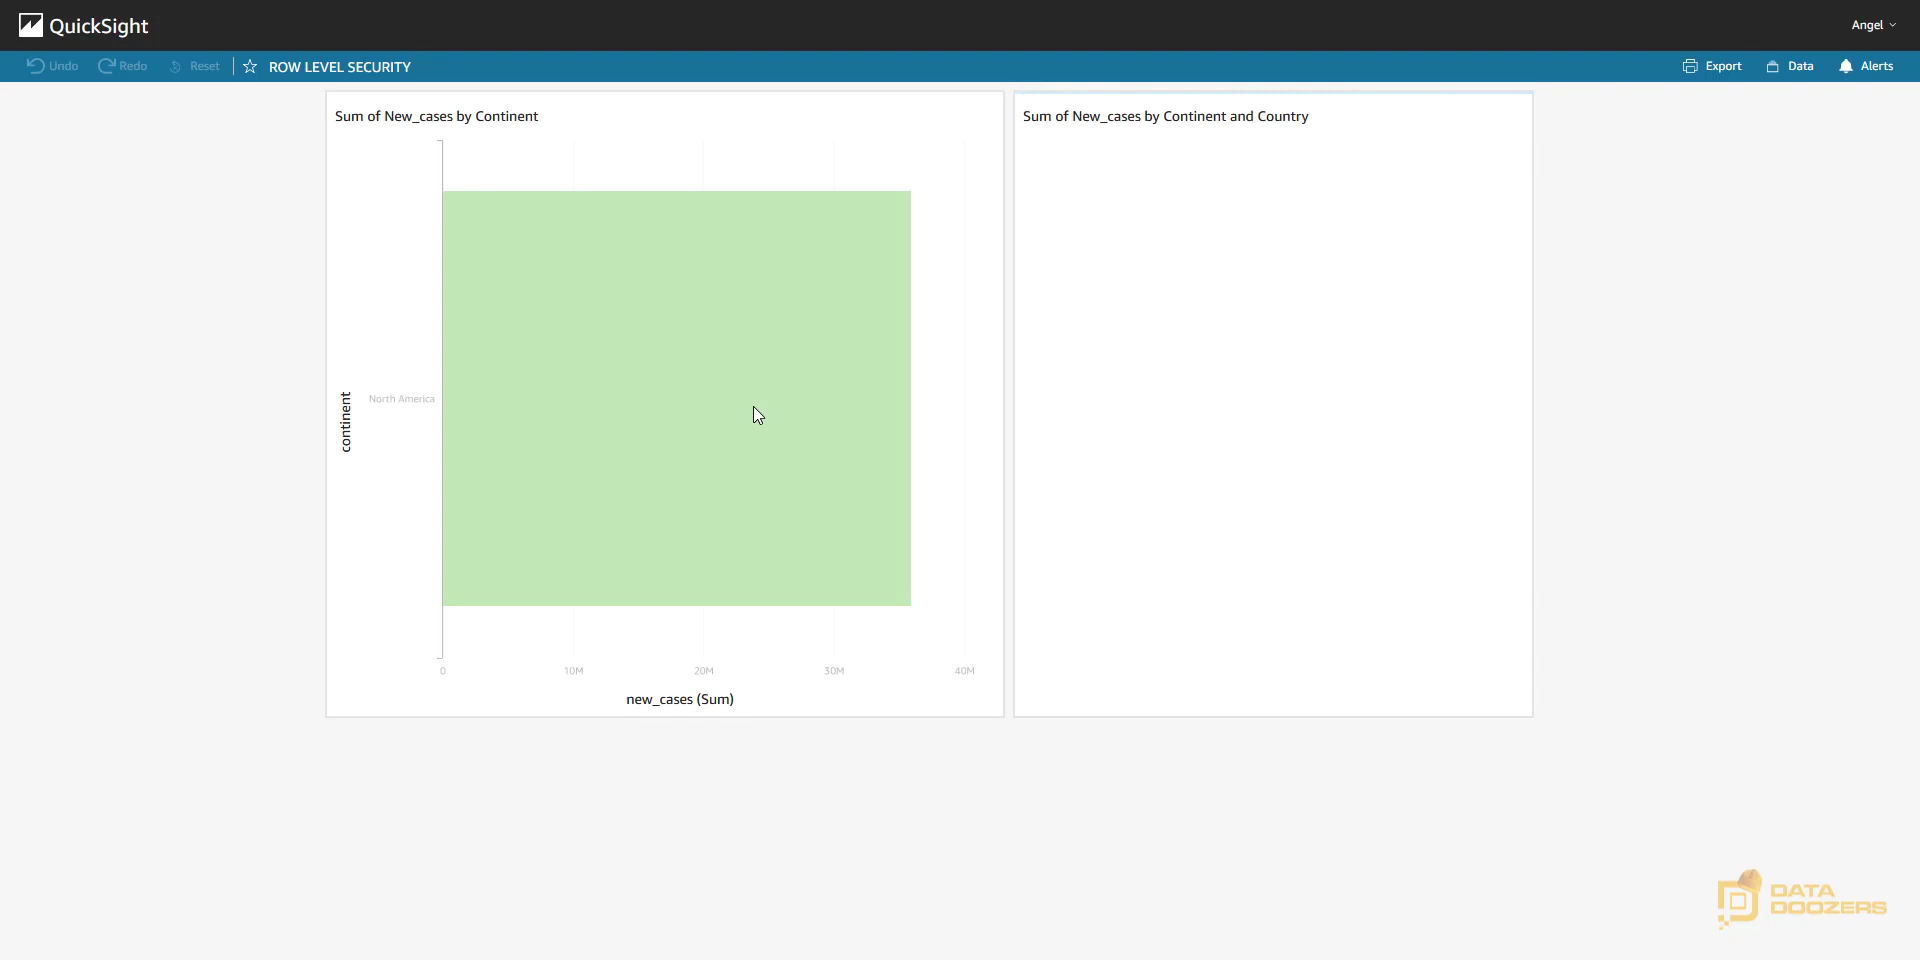 QuickSight
Angel
Undo Redo Reset ROW LEVEL SECURITY
Export Data Alerts
Sum of New_cases by Continent
continent
North America
0 10M 20M 30M 40M
new_cases (Sum)
Sum of New_cases by Continent and Country
DATA
DOOZERS